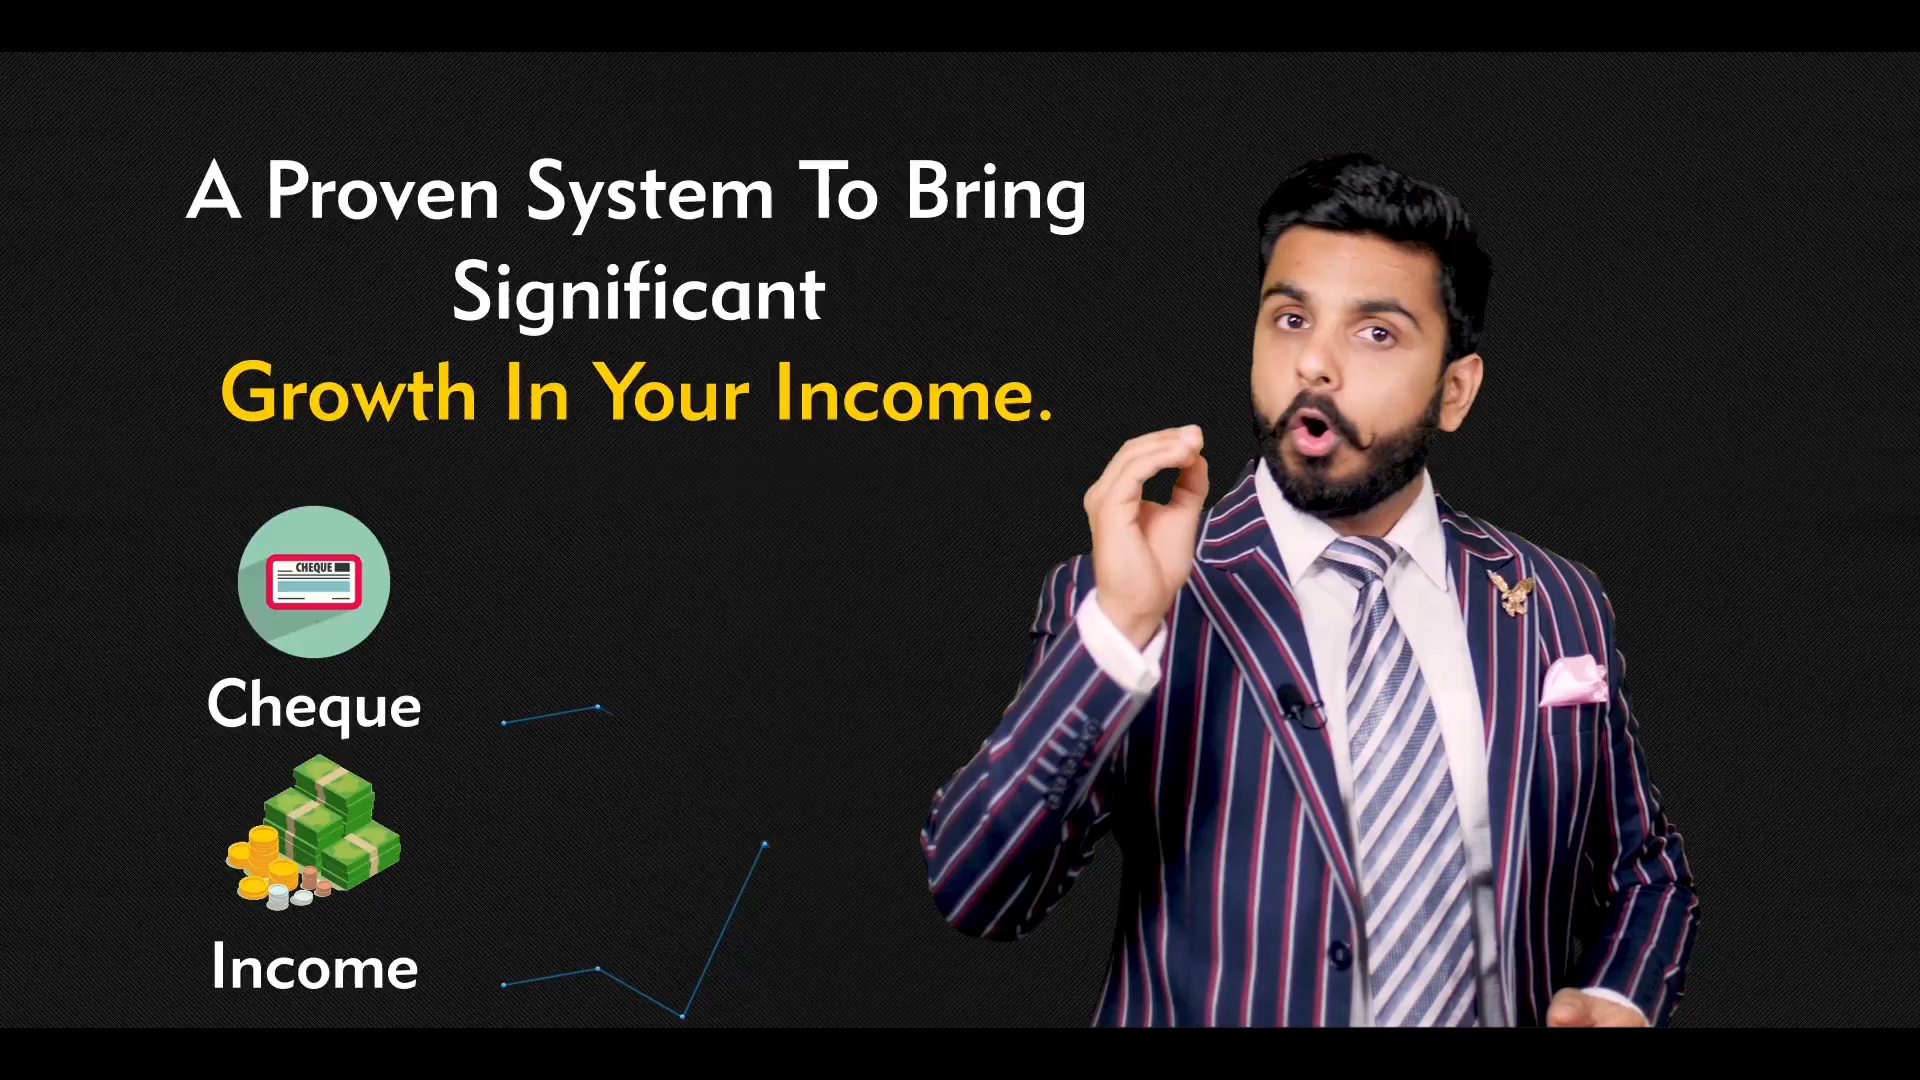 A Proven System To Bring
Significant
Growth In Your Income.
CHEQUE
Cheque
Income